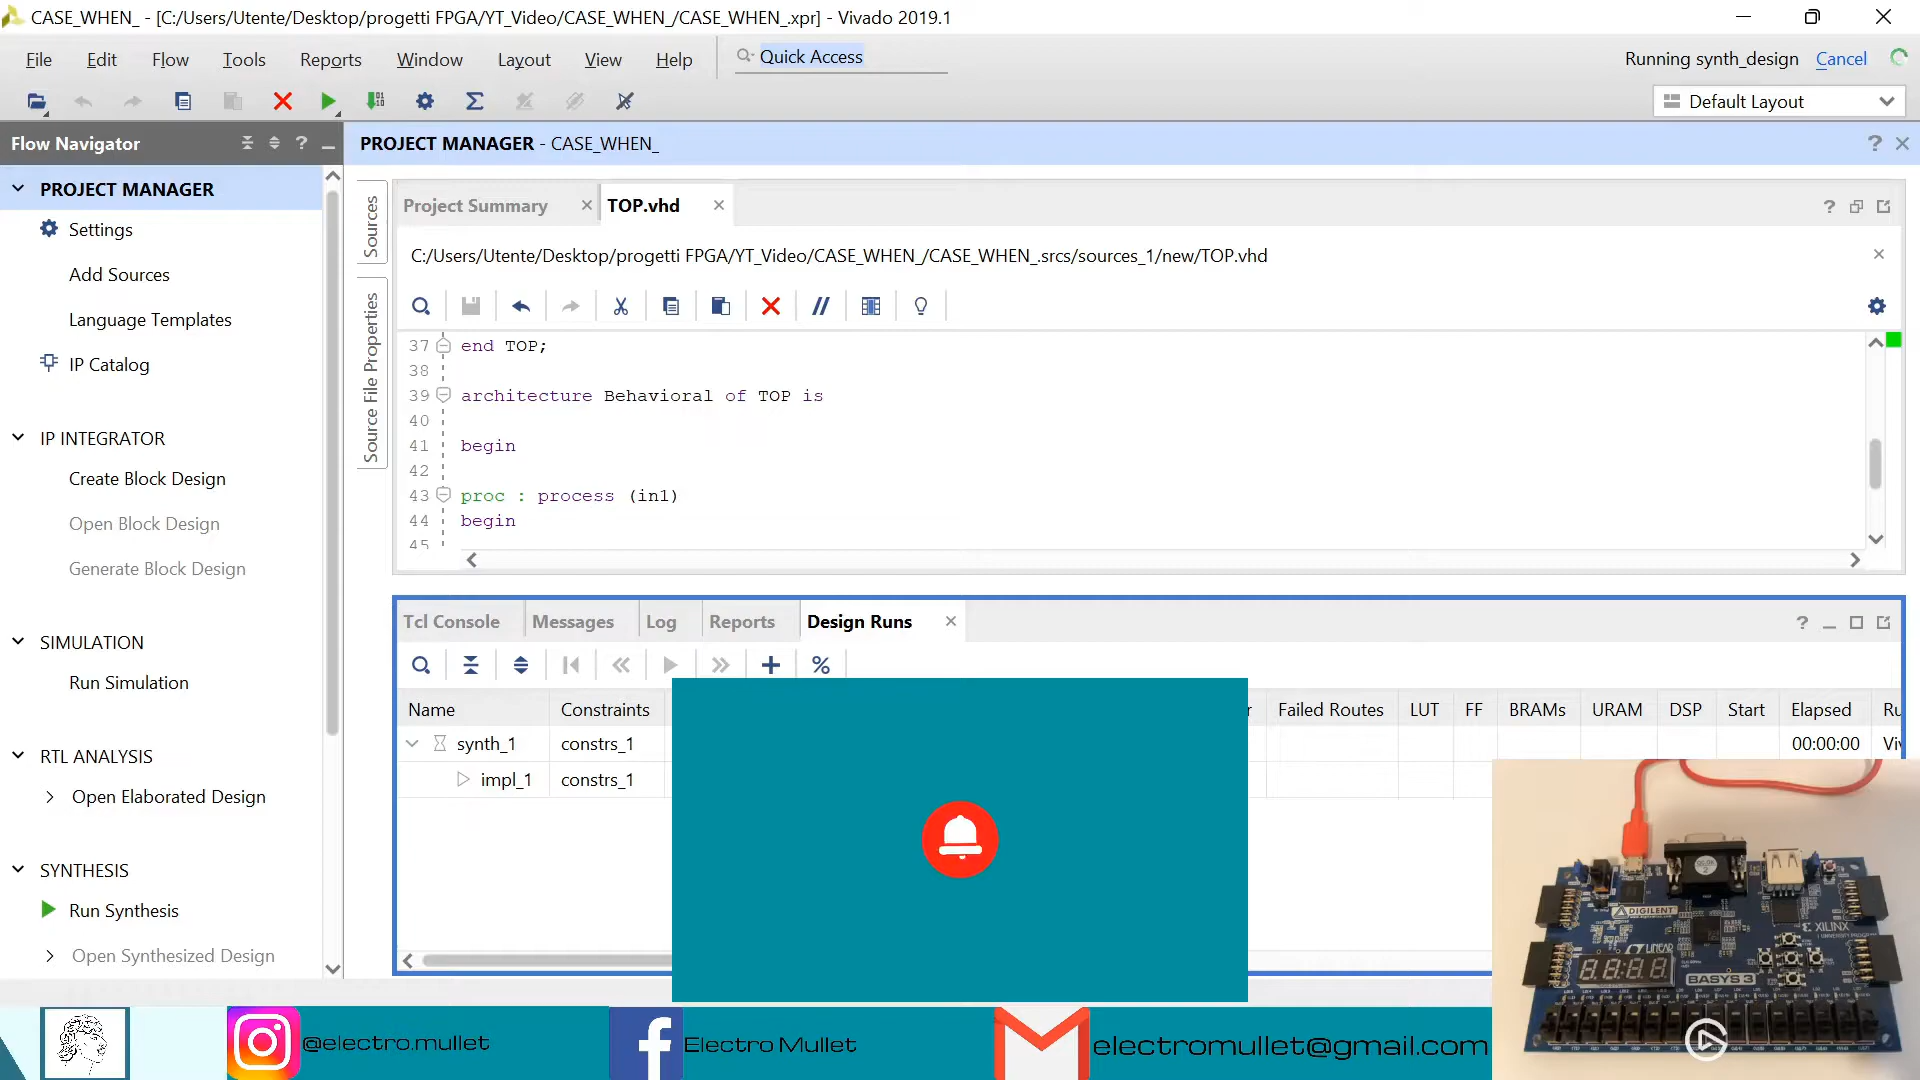 CASE_WHEN_ - [C:/Users/Utente/Desktop/progetti FPGA/YT_Video/CASE_WHEN_/CASE_WHEN_.xpr] - Vivado 2019.1
File Edit Flow Tools Reports Window Layout View Help Quick Access
Running synth_design Cancel
Default Layout
Flow Navigator
PROJECT MANAGER - CASE_WHEN_
PROJECT MANAGER
Settings
Add Sources
Language Templates
IP Catalog
IP INTEGRATOR
Create Block Design
Open Block Design
Generate Block Design
SIMULATION
Run Simulation
RTL ANALYSIS
Open Elaborated Design
SYNTHESIS
Run Synthesis
Open Synthesized Design
Sources
Source File Properties
Project Summary TOP.vhd
C:/Users/Utente/Desktop/progetti FPGA/YT_Video/CASE_WHEN_/CASE_WHEN_.srcs/sources_1/new/TOP.vhd
37 end TOP;
38
39 architecture Behavioral of TOP is
40
41 begin
42
43 proc : process (in1)
44 begin
45
Tcl Console Messages Log Reports Design Runs
Name Constraints Failed Routes LUT FF BRAMs URAM DSP Start Elapsed
synth_1 constrs_1 00:00:00
impl_1 constrs_1
DIGILENT
XILINX
LINEAR
BASYS 3
@electro.mullet
Electro Mullet
electromullet@gmail.com